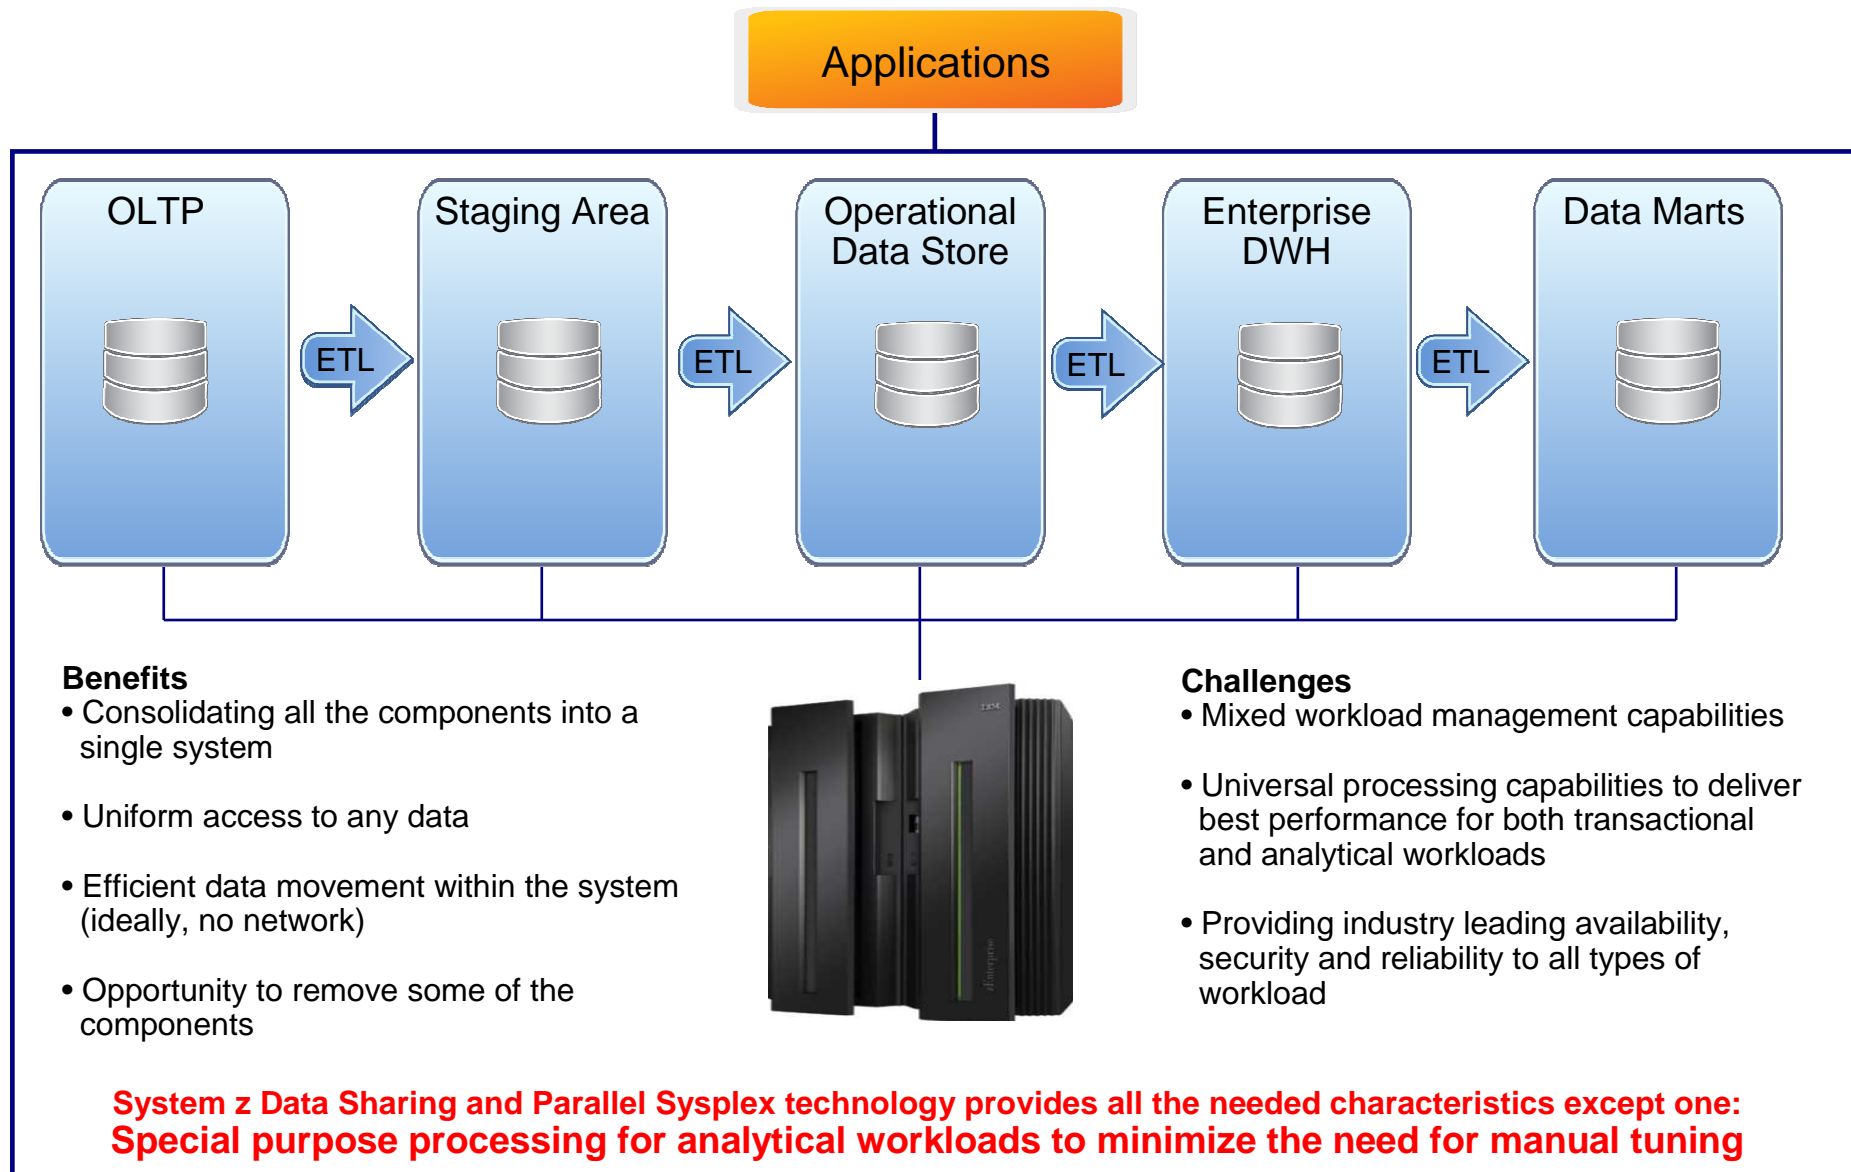 Applications
OLTP
Staging Area
Operational
Data Store
Enterprise
DWH
Data Marts
ETL
ETL
ETL
ETL
Benefits
• Consolidating all the components into a
single system
• Uniform access to any data
• Efficient data movement within the system
(ideally, no network)
• Opportunity to remove some of the
components
IBM
zEnterprise
Challenges
• Mixed workload management capabilities
• Universal processing capabilities to deliver
best performance for both transactional
and analytical workloads
• Providing industry leading availability,
security and reliability to all types of
workload
System z Data Sharing and Parallel Sysplex technology provides all the needed characteristics except one:
Special purpose processing for analytical workloads to minimize the need for manual tuning